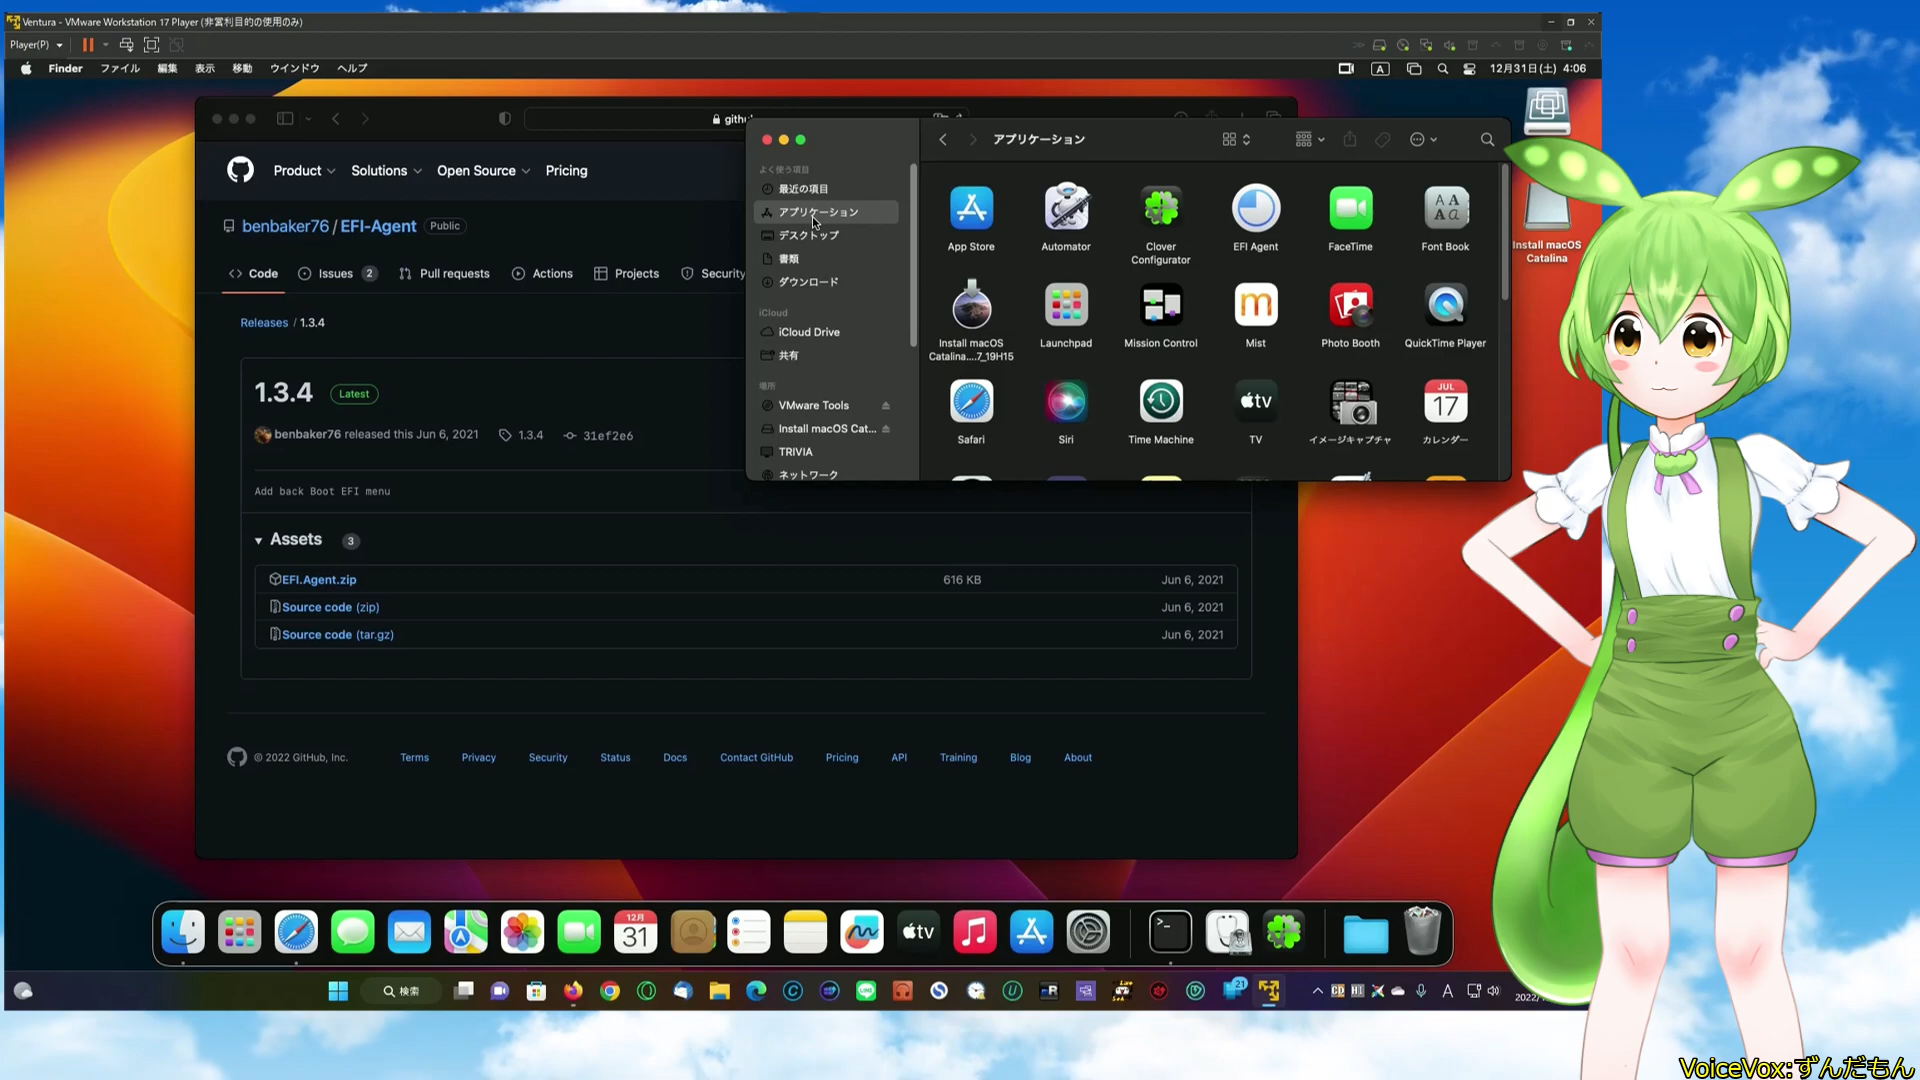 Ventura - VMware Workstation 17 Player (非営利目的の使用のみ)
Player(P)
Finder ファイル 編集 表示 移動 ウインドウ ヘルプ
A 12月31日(土) 4:06
Product Solutions Open Source Pricing
benbaker76 / EFI-Agent Public
Code Issues 2 Pull requests Actions Projects Security
Releases / 1.3.4
1.3.4 Latest
benbaker76 released this Jun 6, 2021 1.3.4 31ef2e6
Add back Boot EFI menu
Assets 3
EFI.Agent.zip 616 KB Jun 6, 2021
Source code (zip) Jun 6, 2021
Source code (tar.gz) Jun 6, 2021
© 2022 GitHub, Inc. Terms Privacy Security Status Docs Contact GitHub Pricing API Training Blog About
アプリケーション
よく使う項目
最近の項目
アプリケーション
デスクトップ
書類
ダウンロード
iCloud
iCloud Drive
共有
場所
VMware Tools
Install macOS Cat...
TRIVIA
ネットワーク
App Store Automator Clover Configurator EFI Agent FaceTime Font Book
Install macOS Catalina....7_19H15 Launchpad Mission Control Mist Photo Booth QuickTime Player
JUL
17
tv
Safari Siri Time Machine TV イメージキャプチャ カレンダー
Install macOS Catalina
12月
31
tv
検索
21
A
2022/
VoiceVox:ずんだもん